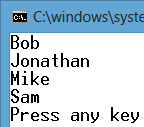 C:\windows\syste
Bob
Jonathan
Mike
Sam
Press any key